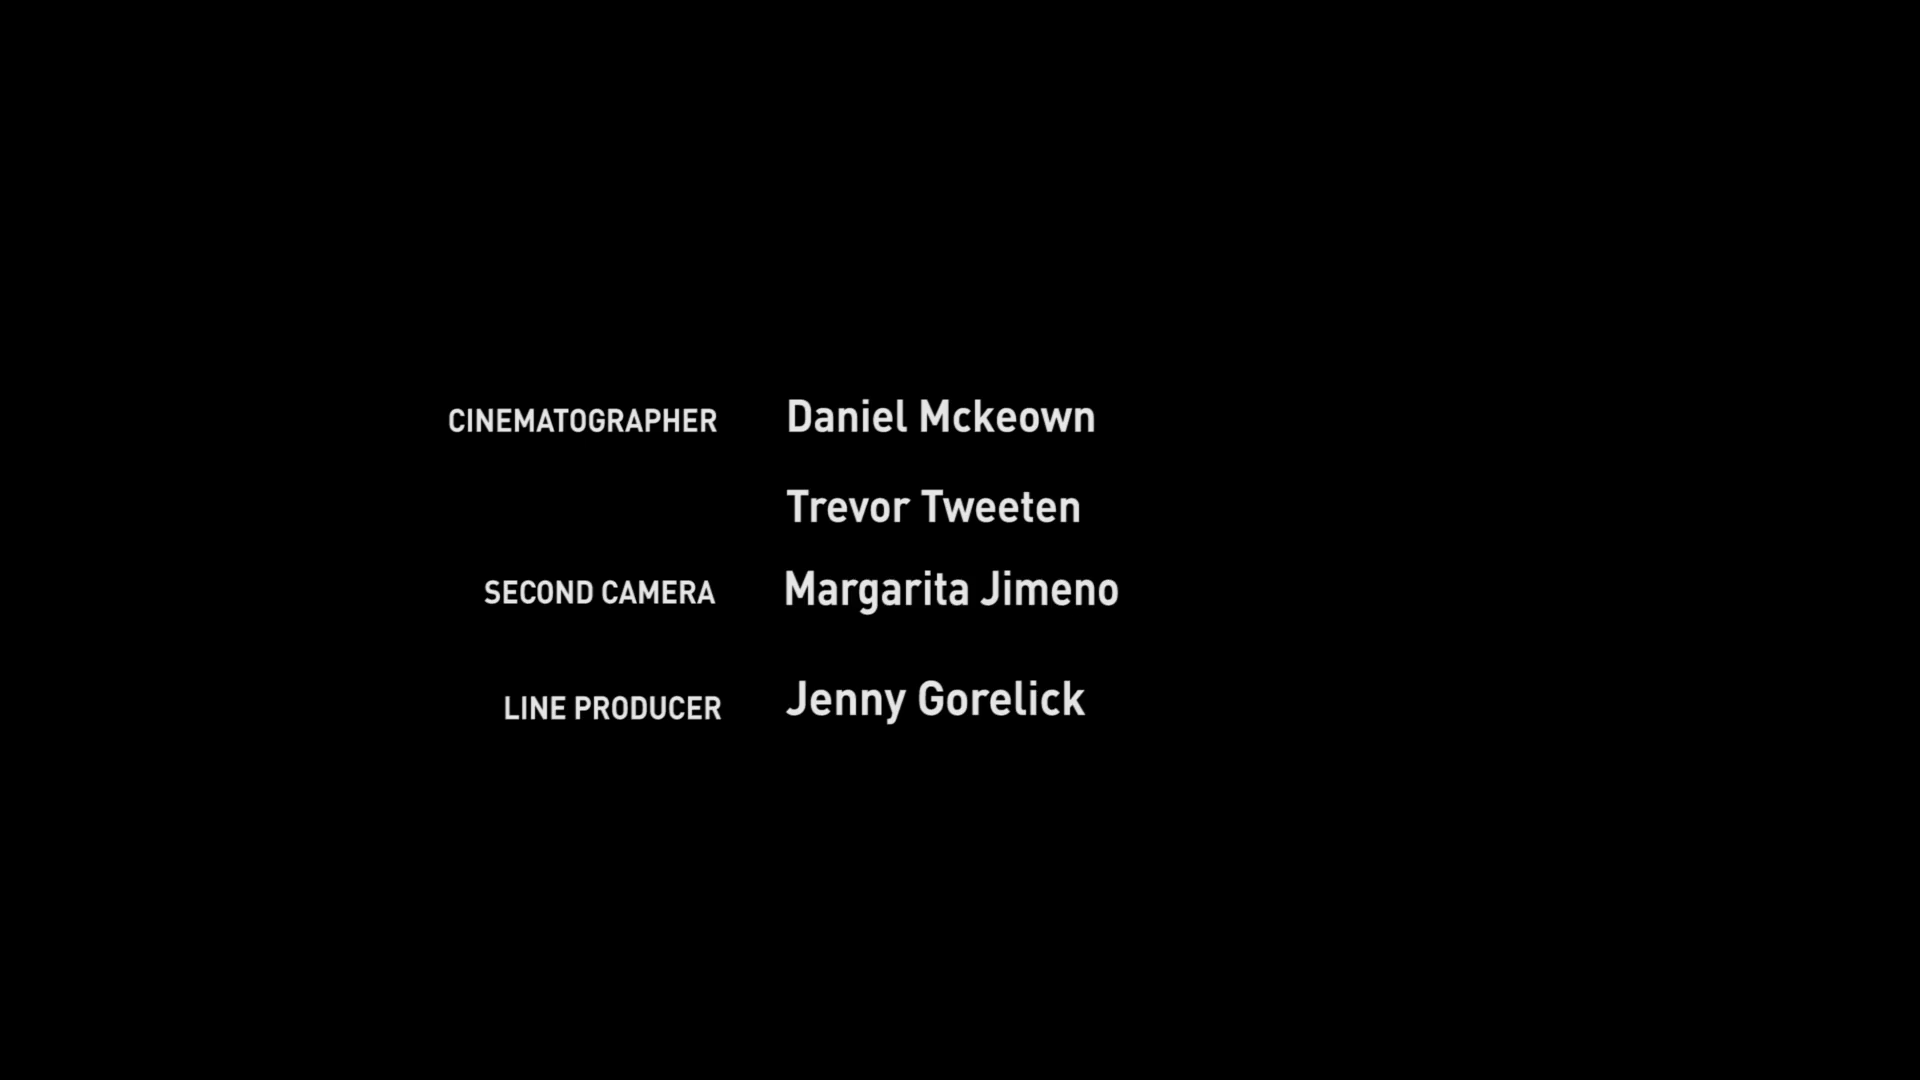 CINEMATOGRAPHER Daniel Mckeown
Trevor Tweeten
SECOND CAMERA Margarita Jimeno
LINE PRODUCER Jenny Gorelick